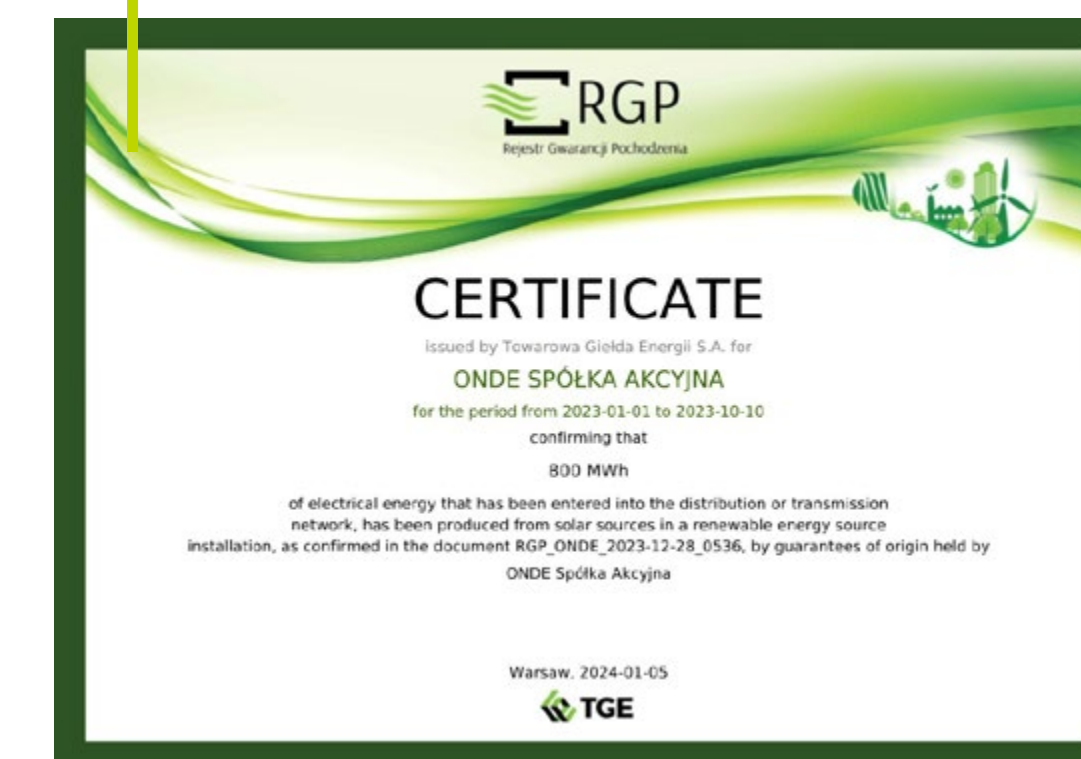 RGP
Rejestr Gwarancji Pochodzenia
CERTIFICATE
issued by Towarowa Giełda Energii S.A. for
ONDE SPÓŁKA AKCYJNA
for the period from 2023-01-01 to 2023-10-10
confirming that
800 MWh
of electrical energy that has been entered into the distribution or transmission
network, has been produced from solar sources in a renewable energy source
installation, as confirmed in the document RGP_ONDE_2023-12-28_0536, by guarantees of origin held by
ONDE Spółka Akcyjna
Warsaw, 2024-01-05
TGE